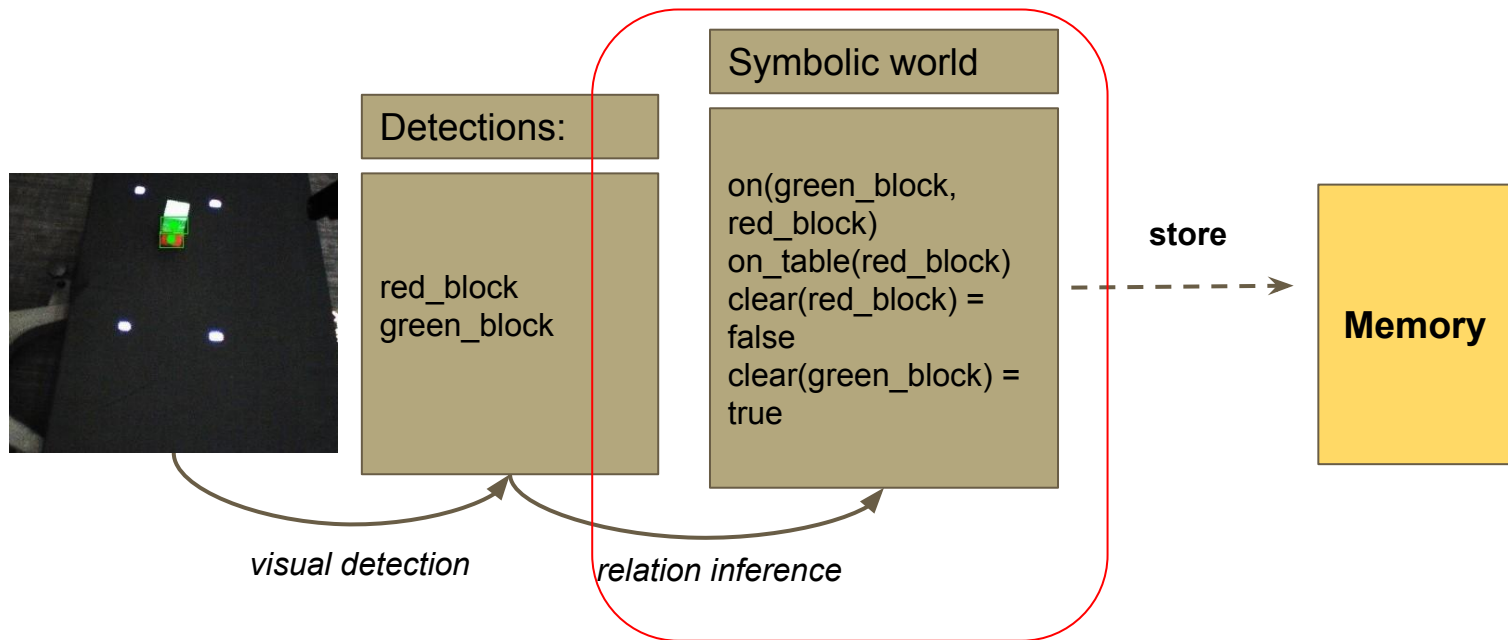 Symbolic world
Detections:
on(green_block,
red_block)
on_table(red_block)
clear(red_block) =
false
clear(green_block) =
true
red_block
green_block
store
Memory
visual detection
relation inference